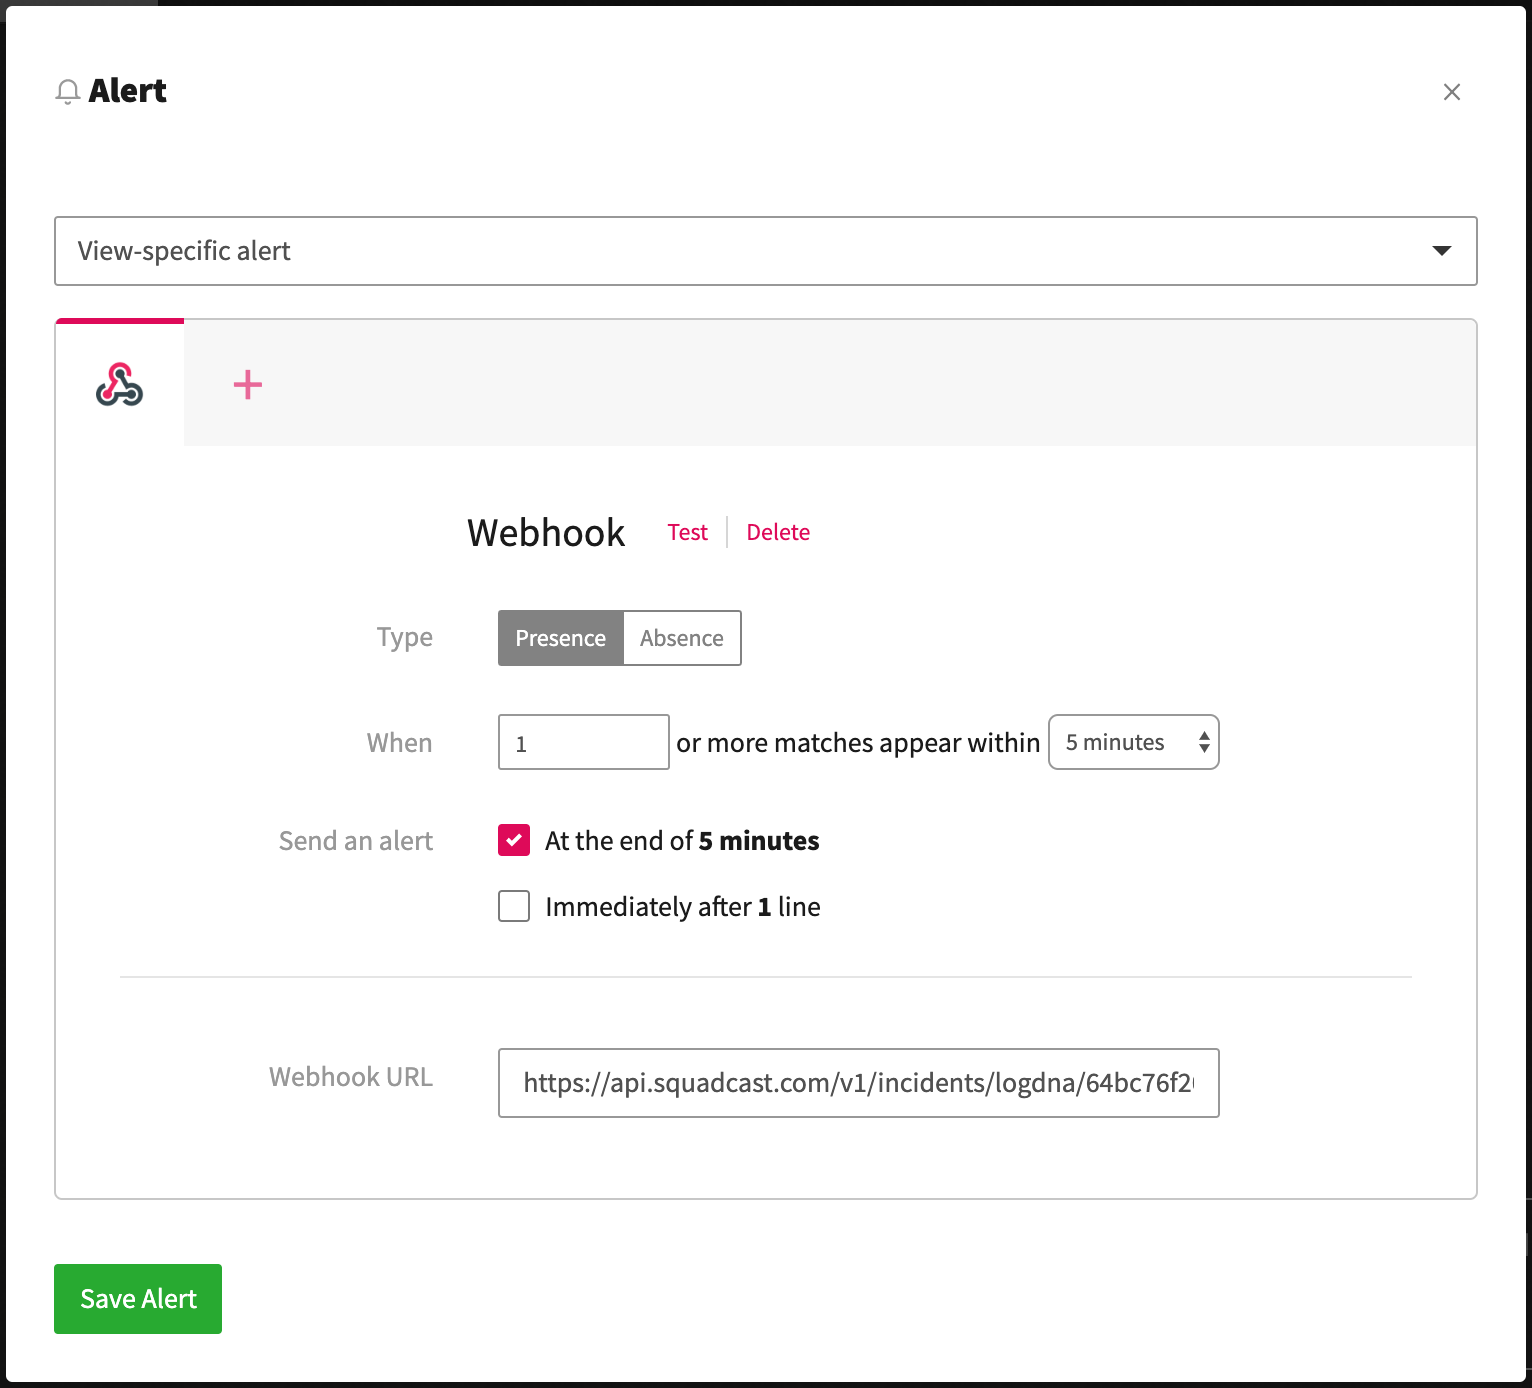 Alert
View-specific alert
Webhook Test Delete
Type Presence Absence
When 1 or more matches appear within 5 minutes
Send an alert At the end of 5 minutes
Immediately after 1 line
Webhook URL https://api.squadcast.com/v1/incidents/logdna/64bc76f2
Save Alert